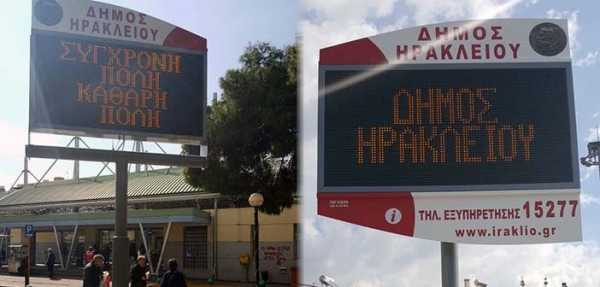 ΔΗΜΟΣ
ΗΡΑΚΛΕΙΟΥ
ΣΥΓΧΡΟΝΗ
ΠΟΛΗ
ΚΑΘΑΡΗ
ΠΟΛΗ
ΔΗΜΟΣ
ΗΡΑΚΛΕΙΟΥ
ΔΗΜΟΣ
ΗΡΑΚΛΕΙΟΥ
ΤΗΛ. ΕΞΥΠΗΡΕΤΗΣΗΣ 15277
www.iraklio.gr